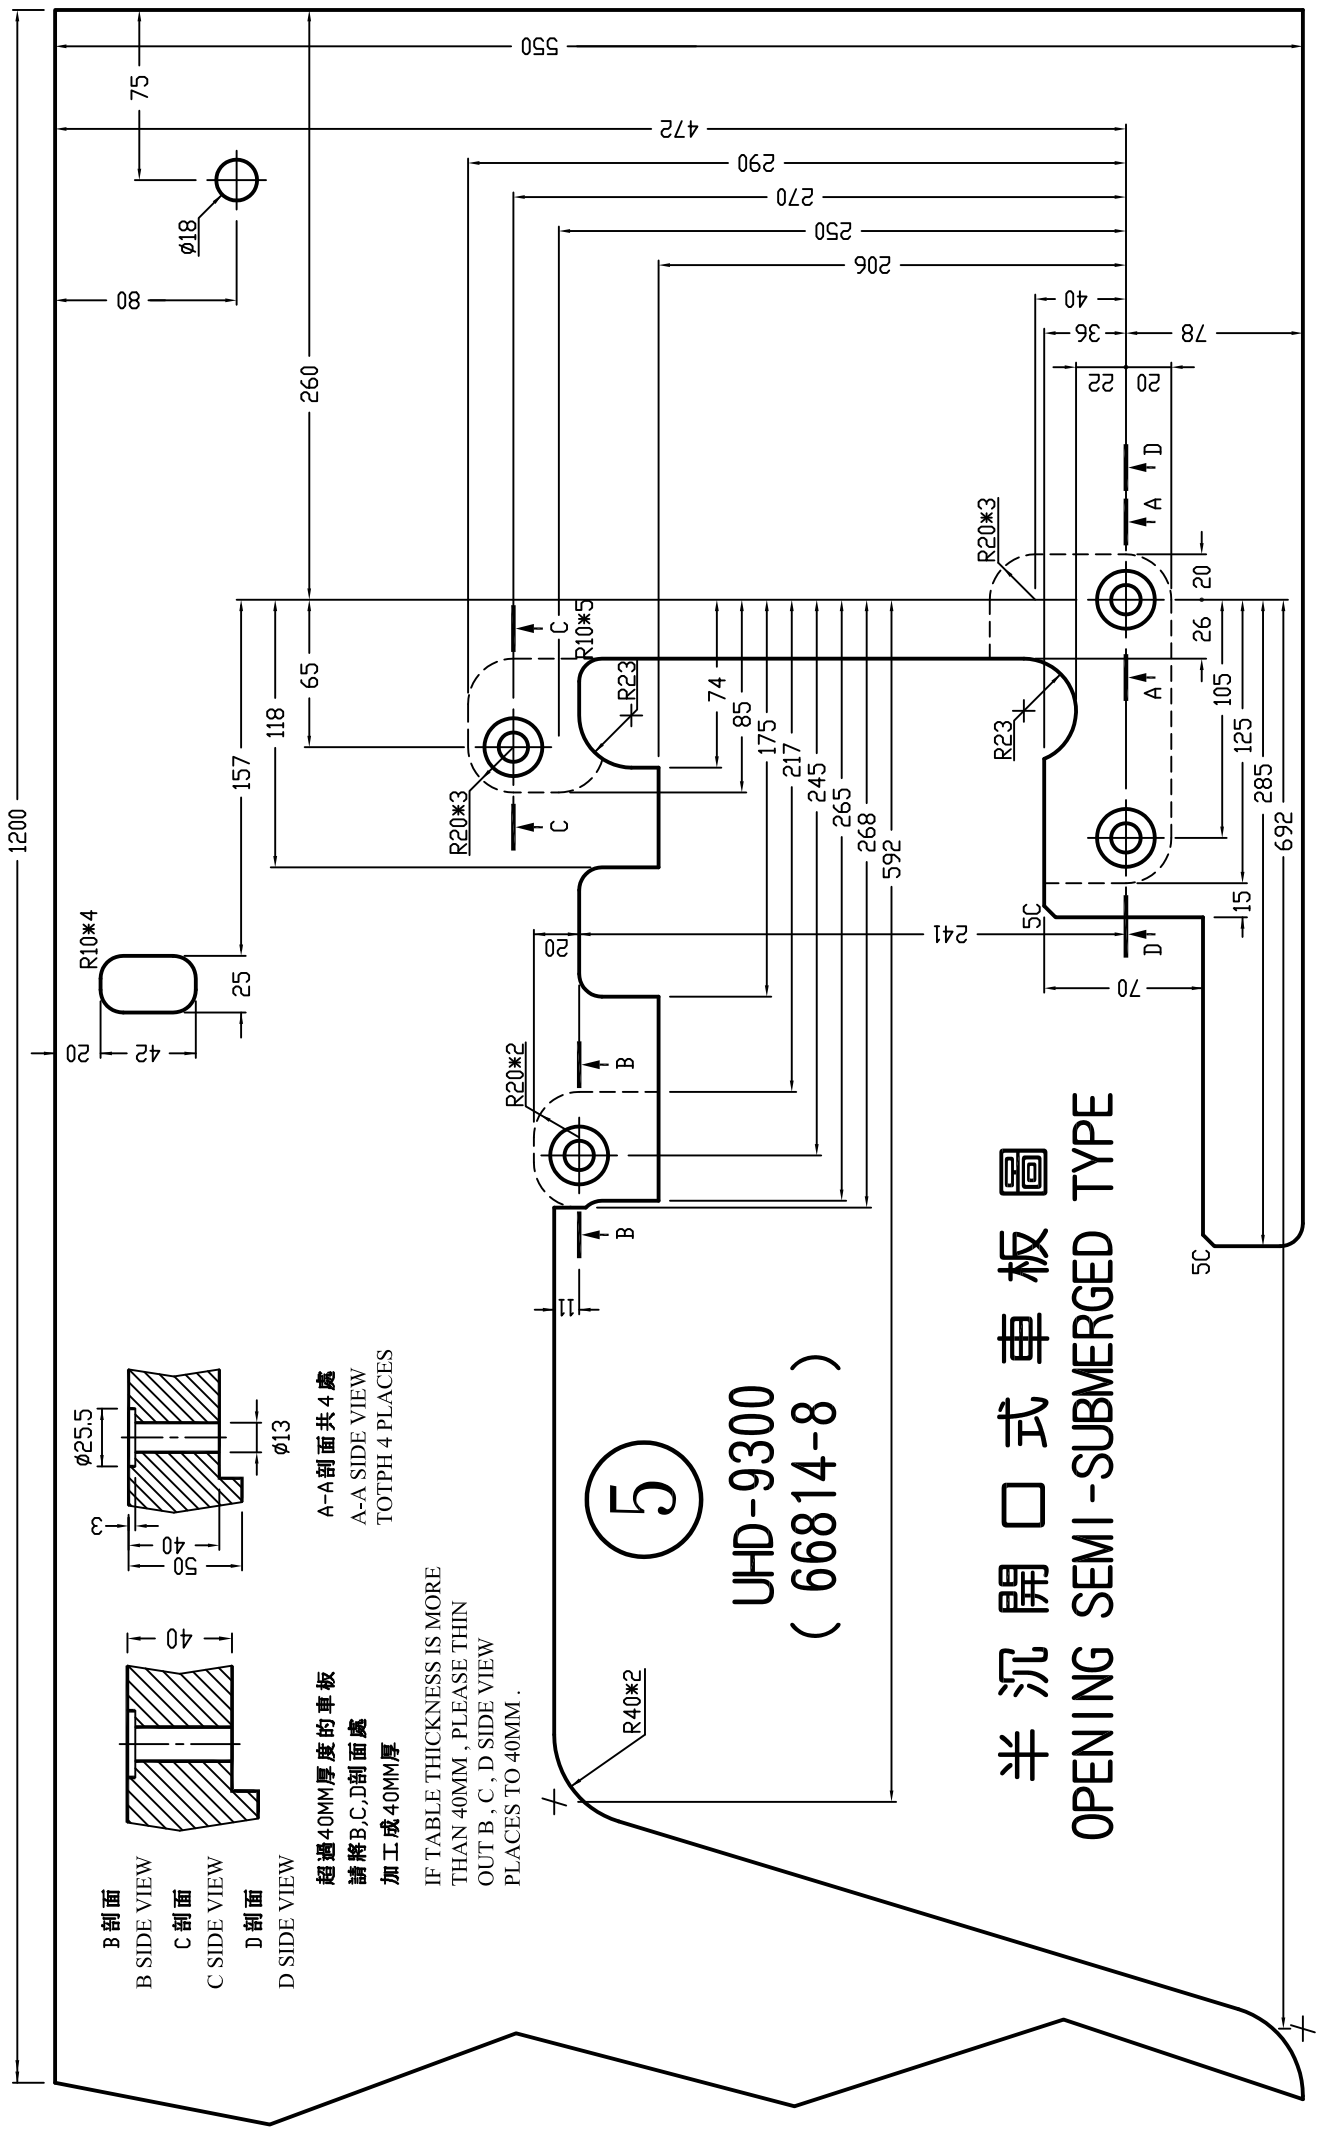 1200
75
550
472
290
270
250
206
40
36
78
22
20
ø18
80
260
65
118
157
R10*4
25
20
42
R20*3
C
C
R10*5
R23
74
85
175
217
245
265
268
592
R20*3
D
A
20
26
A
R23
105
125
285
692
5C
15
D
241
20
70
R20*2
B
B
11
5C
R40*2
ø25.5
ø13
3
40
50
A-A剖面共4處
A-A SIDE VIEW
TOTPH 4 PLACES
40
B剖面
B SIDE VIEW
C剖面
C SIDE VIEW
D剖面
D SIDE VIEW
超過40MM厚度的車板
請將B,C,D剖面處
加工成40MM厚
IF TABLE THICKNESS IS MORE
THAN 40MM , PLEASE THIN
OUT B , C , D SIDE VIEW
PLACES TO 40MM .
5
UHD-9300
( 66814-8 )
半沉開口式車板圖
OPENING SEMI-SUBMERGED TYPE